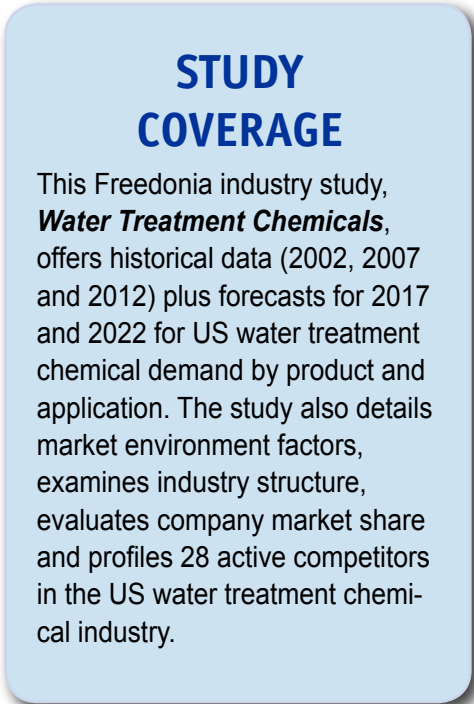 STUDY
COVERAGE
This Freedonia industry study,
Water Treatment Chemicals,
offers historical data (2002, 2007
and 2012) plus forecasts for 2017
and 2022 for US water treatment
chemical demand by product and
application. The study also details
market environment factors,
examines industry structure,
evaluates company market share
and profiles 28 active competitors
in the US water treatment chemi-
cal industry.